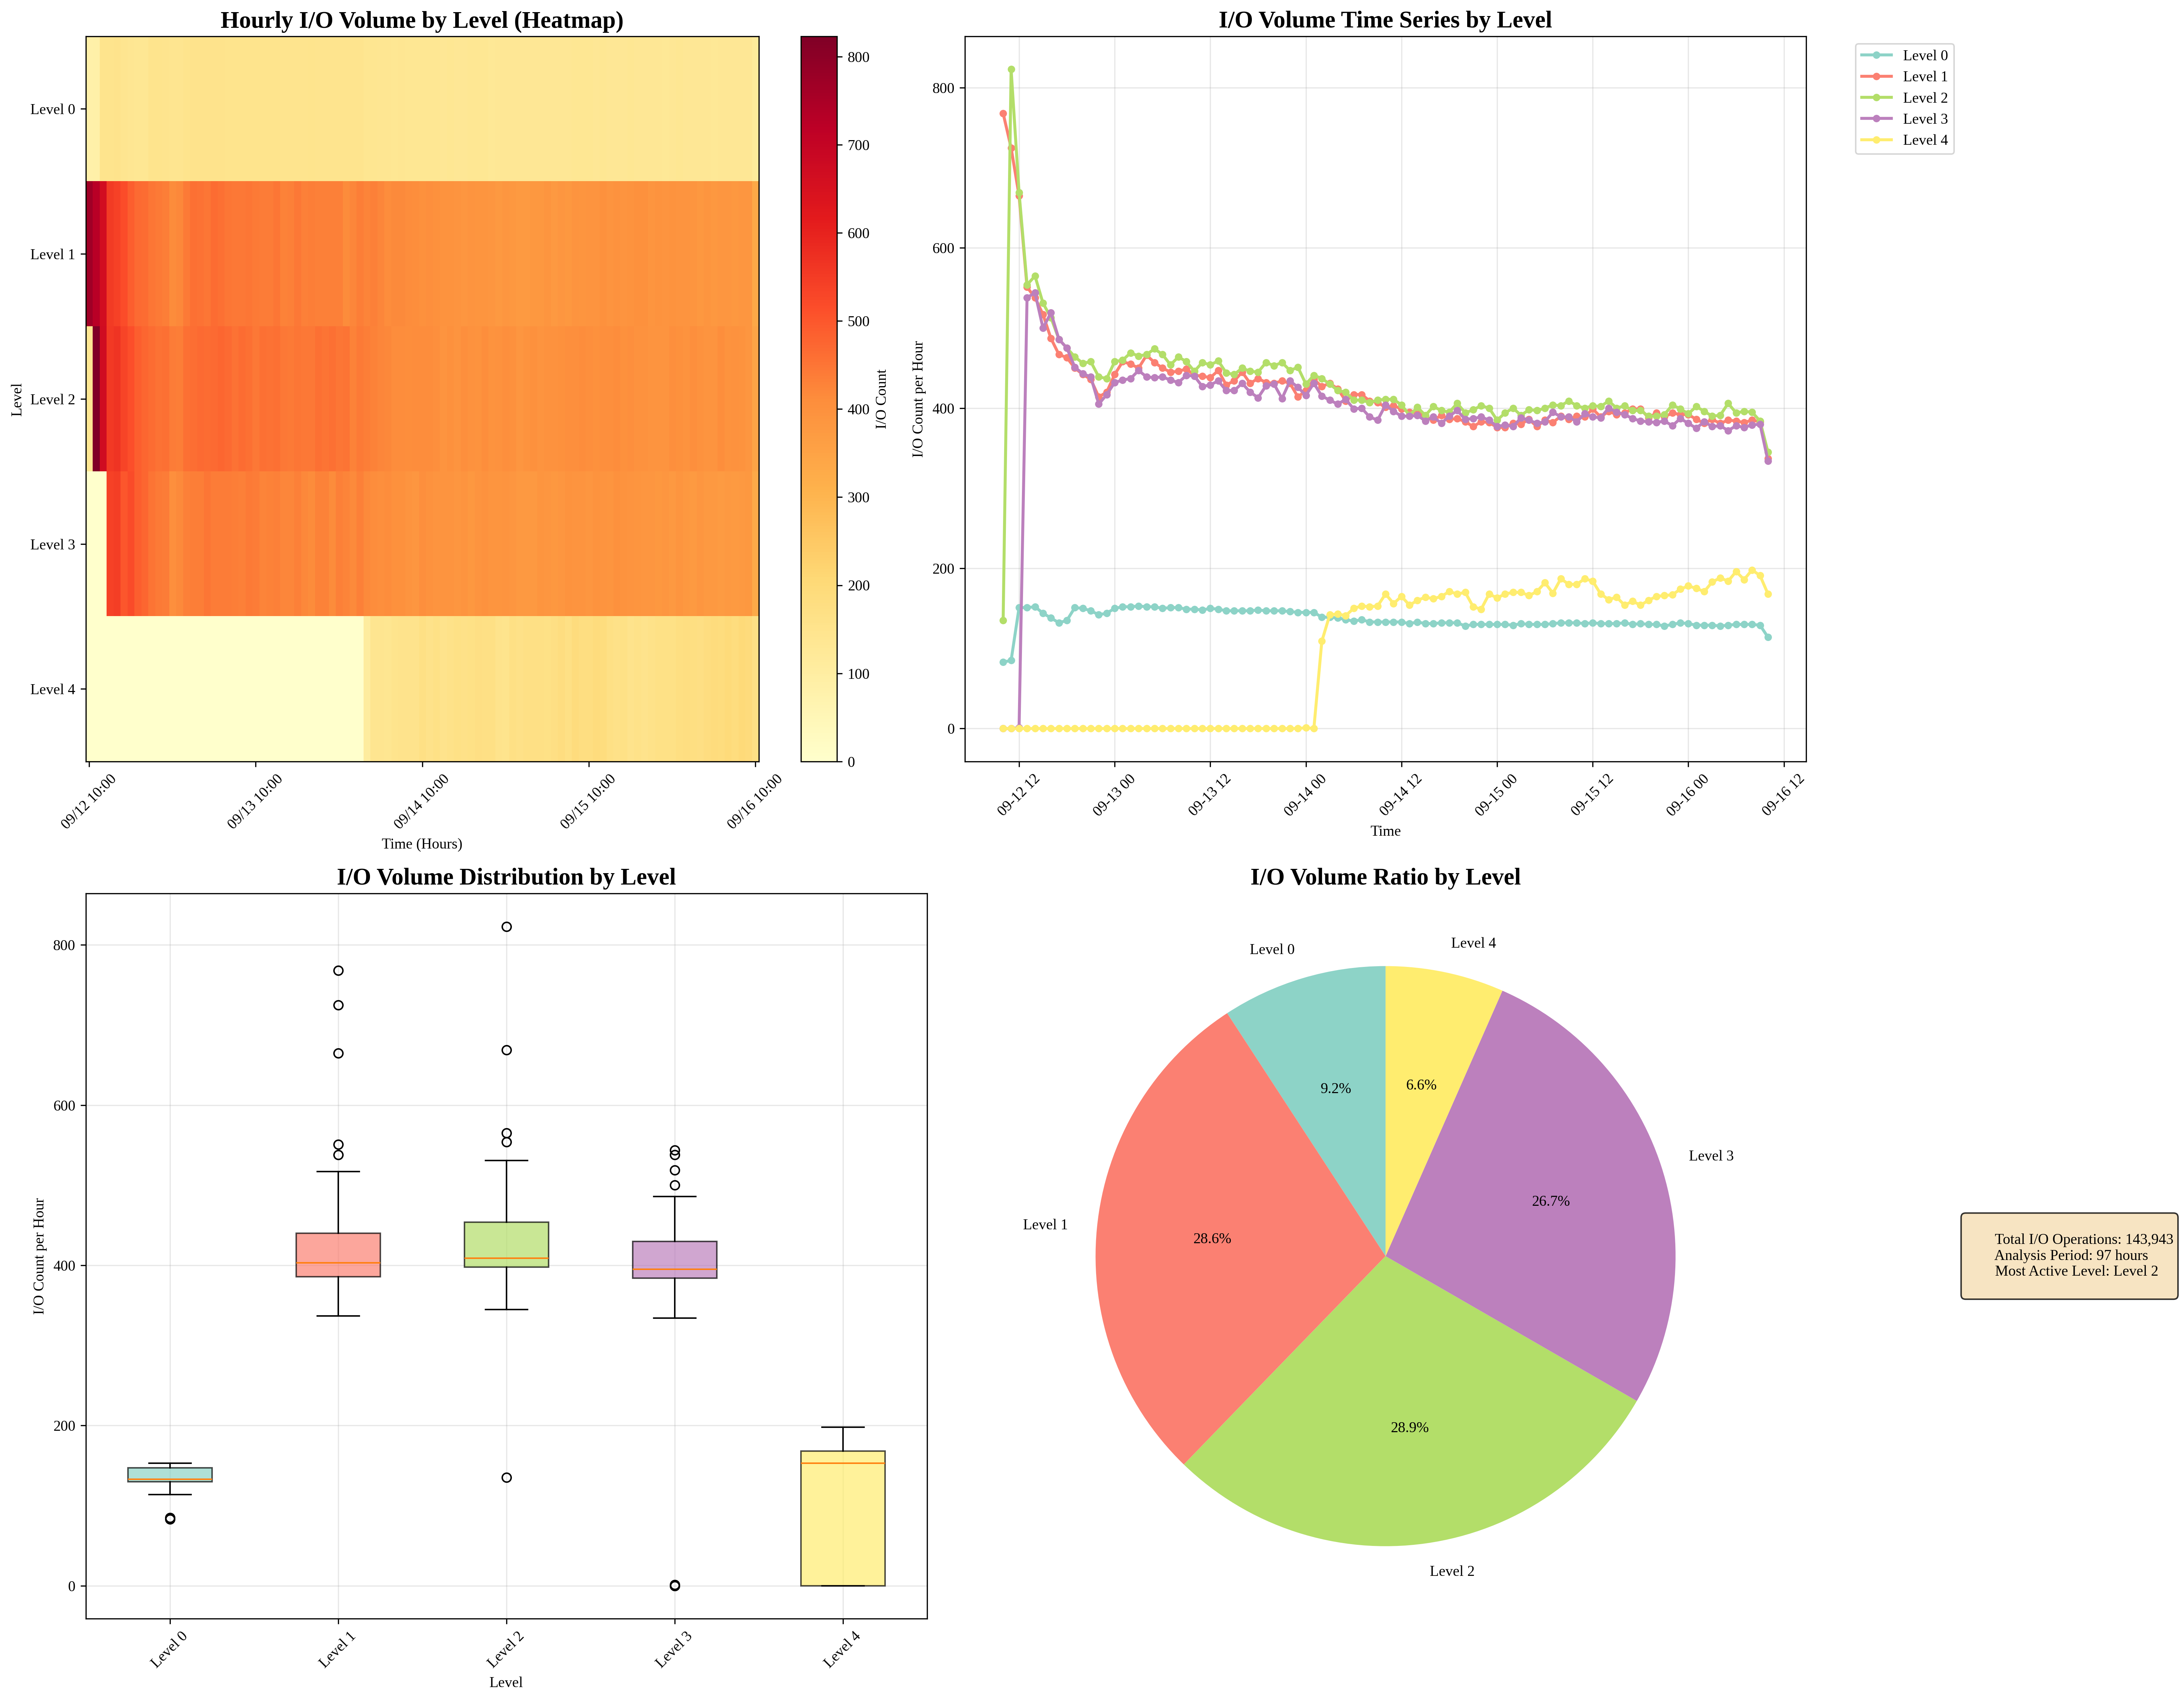 Hourly I/O Volume by Level (Heatmap)
Level
Level 0
Level 1
Level 2
Level 3
Level 4
09/12 10:00
09/13 10:00
09/14 10:00
09/15 10:00
09/16 10:00
Time (Hours)
800
700
600
500
400
300
200
100
0
I/O Count
I/O Volume Time Series by Level
I/O Count per Hour
800
600
400
200
0
09-12 12
09-13 00
09-13 12
09-14 00
09-14 12
09-15 00
09-15 12
09-16 00
09-16 12
Time
Level 0
Level 1
Level 2
Level 3
Level 4
I/O Volume Distribution by Level
I/O Count per Hour
800
600
400
200
0
Level 0
Level 1
Level 2
Level 3
Level 4
Level
I/O Volume Ratio by Level
Level 0
Level 4
9.2%
6.6%
Level 3
26.7%
Level 1
28.6%
28.9%
Level 2
Total I/O Operations: 143,943
Analysis Period: 97 hours
Most Active Level: Level 2